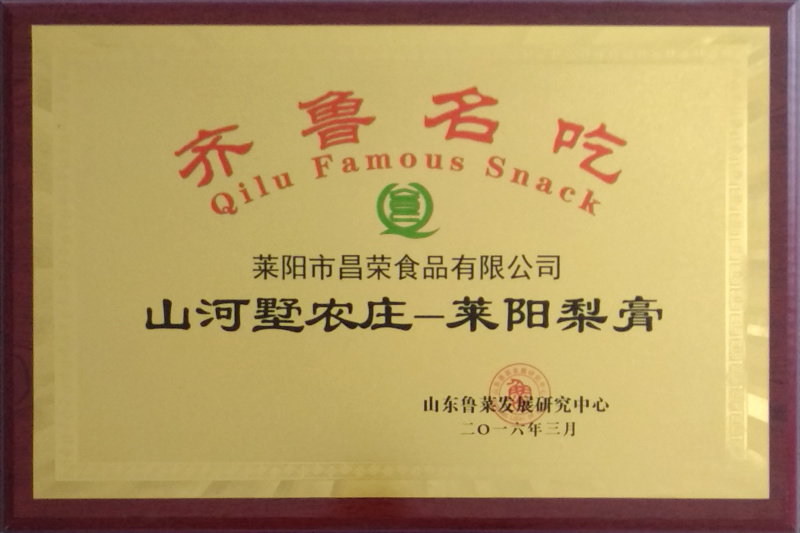 齐鲁名吃
Qilu Famous Snack
莱阳市昌荣食品有限公司
山河墅农庄—莱阳梨膏
山东鲁菜发展研究中心
二〇一六年三月